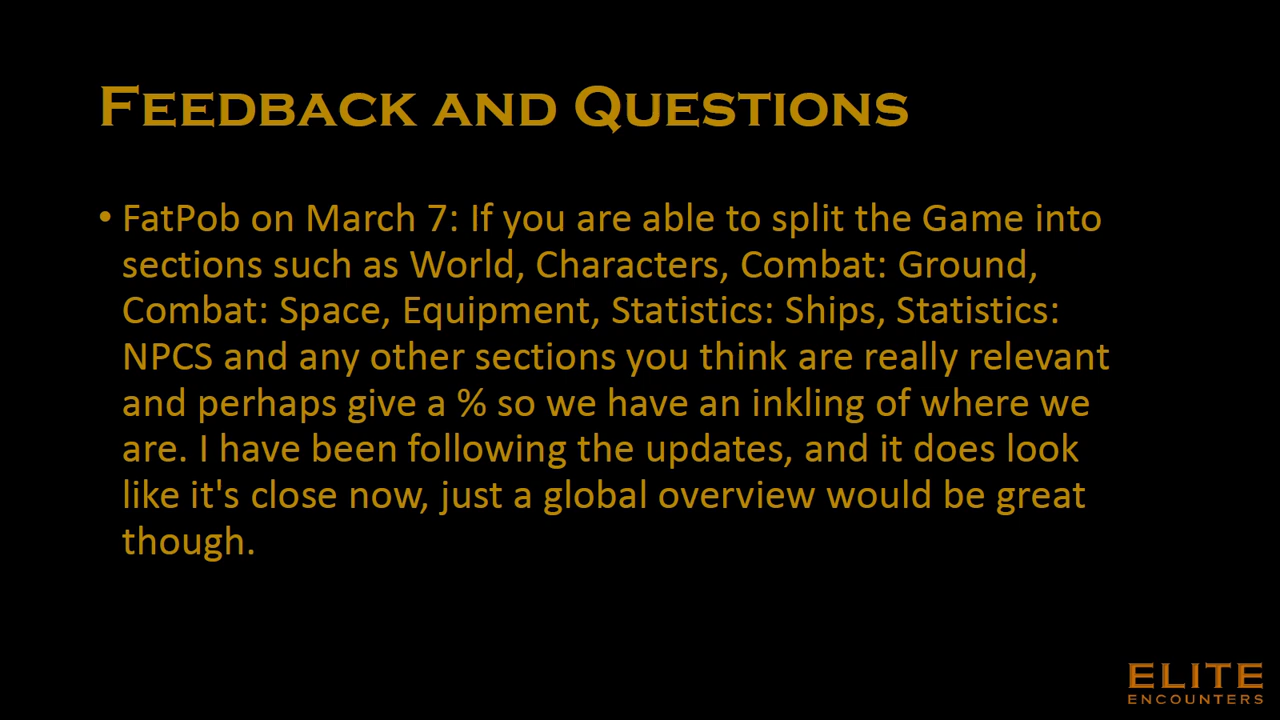 Feedback and Questions
• FatPob on March 7: If you are able to split the Game into
sections such as World, Characters, Combat: Ground,
Combat: Space, Equipment, Statistics: Ships, Statistics:
NPCS and any other sections you think are really relevant
and perhaps give a % so we have an inkling of where we
are. I have been following the updates, and it does look
like it's close now, just a global overview would be great
though.
ELITE
ENCOUNTERS